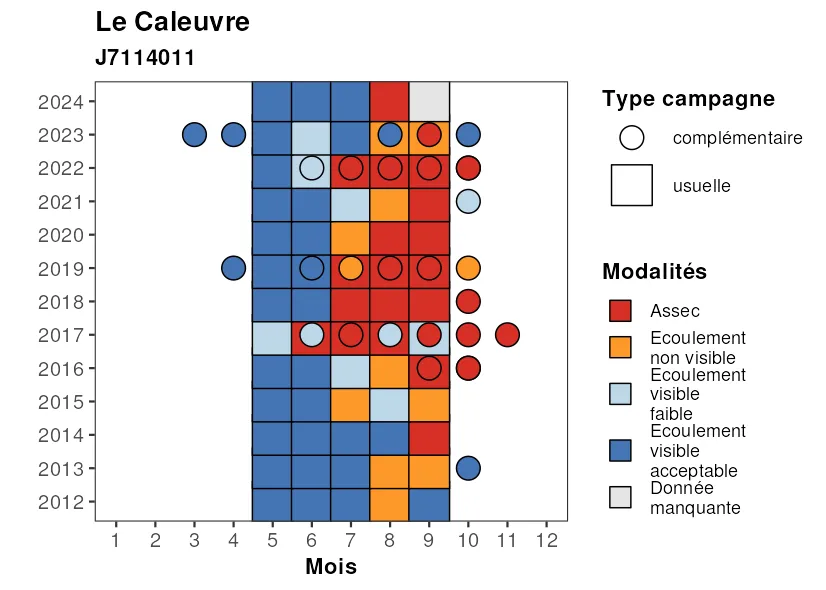 Le Caleuvre
J7114011
2024
2023
2022
2021
2020
2019
2018
2017
2016
2015
2014
2013
2012
1 2 3 4 5 6 7 8 9 10 11 12
Mois
Type campagne
complémentaire
usuelle
Modalités
Assec
Ecoulement
non visible
Ecoulement
visible
faible
Ecoulement
visible
acceptable
Donnée
manquante